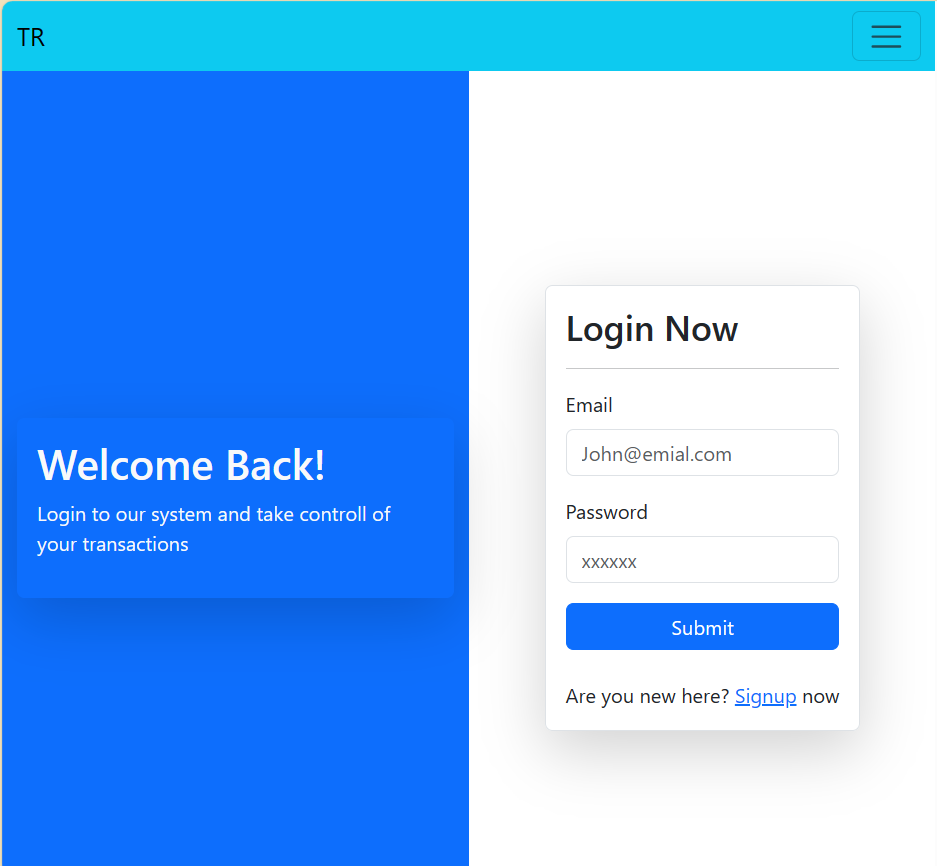 TR
Welcome Back!
Login to our system and take controll of
your transactions
Login Now
Email
John@emial.com
Password
xxxxxx
Submit
Are you new here? Signup now